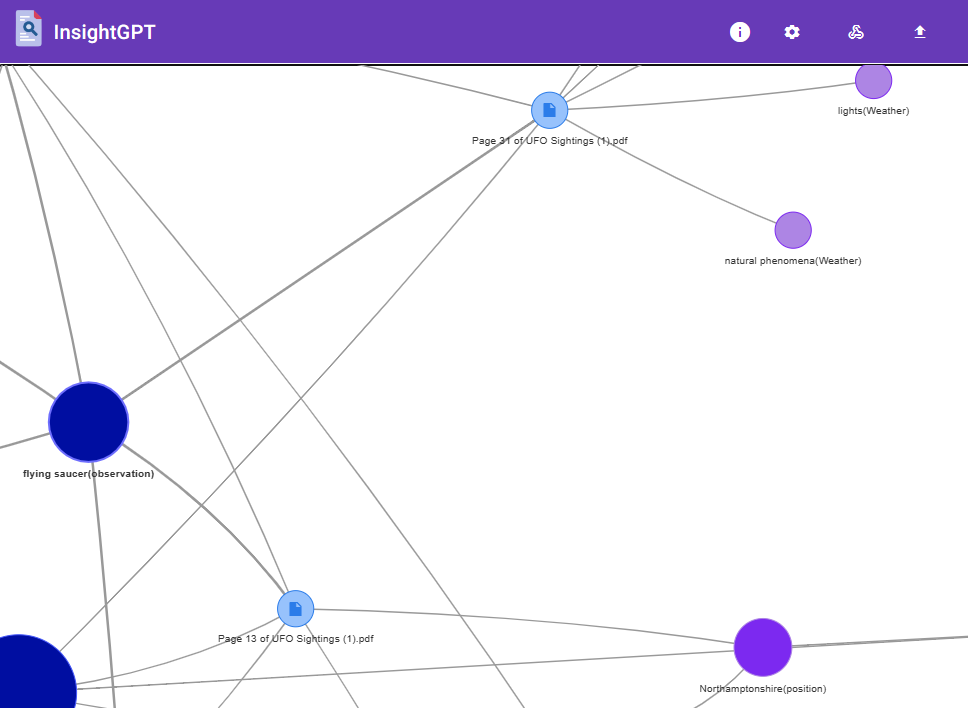 InsightGPT
lights(Weather)
Page 31 of UFO Sightings (1).pdf
natural phenomena(Weather)
flying saucer(observation)
Page 13 of UFO Sightings (1).pdf
Northamptonshire(position)